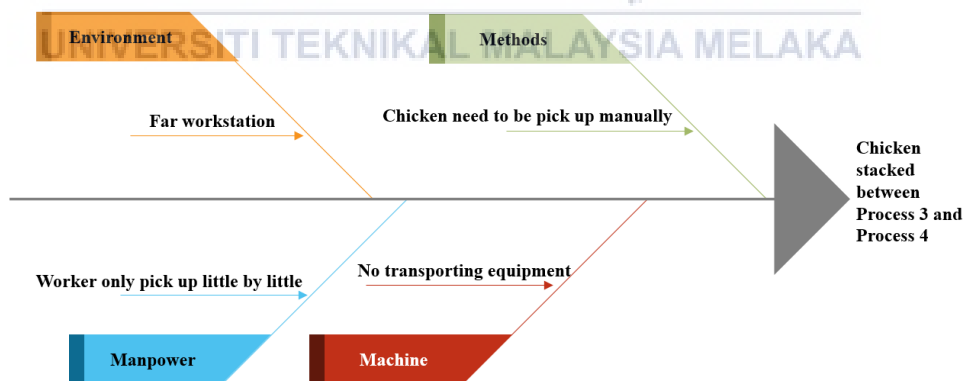 Environment
Methods
UNIVERSITI TEKNIKAL MALAYSIA MELAKA
Far workstation
Chicken need to be pick up manually
Chicken
stacked
between
Process 3 and
Process 4
Worker only pick up little by little
No transporting equipment
Manpower
Machine